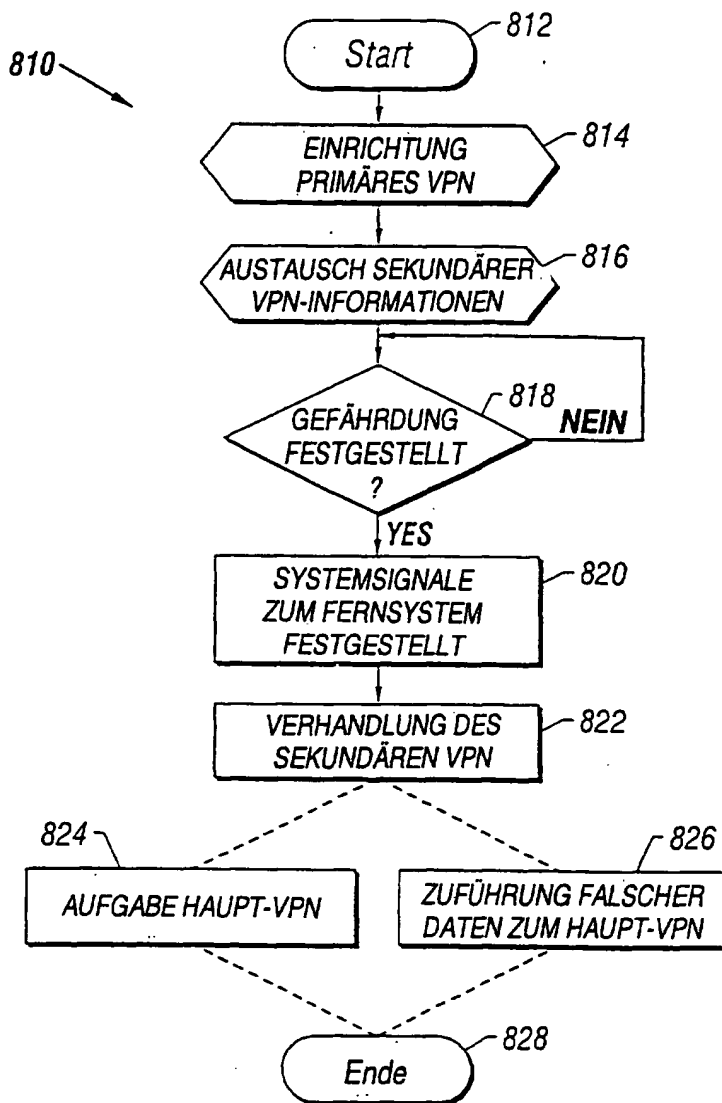 810
Start
812
EINRICHTUNG
PRIMÄRES VPN
814
AUSTAUSCH SEKUNDÄRER
VPN-INFORMATIONEN
816
GEFÄHRDUNG
FESTGESTELLT
?
818
NEIN
YES
SYSTEMSIGNALE
ZUM FERNSYSTEM
FESTGESTELLT
820
VERHANDLUNG DES
SEKUNDÄREN VPN
822
824
AUFGABE HAUPT-VPN
826
ZUFÜHRUNG FALSCHER
DATEN ZUM HAUPT-VPN
Ende
828